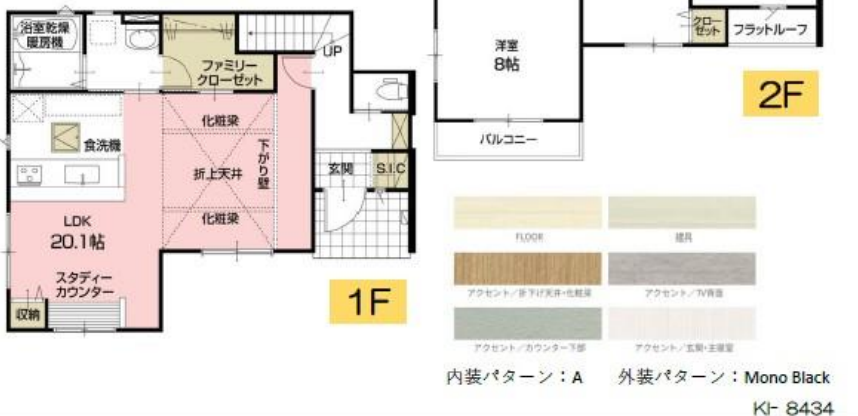 浴室乾燥
暖房機
ファミリー
クローゼット
UP
化粧梁
食洗機
折上天井
下がり壁
玄関
S.I.C
化粧梁
LDK
20.1帖
スタディー
カウンター
収納
1F
洋室
8帖
クロー
ゼット
フラットルーフ
バルコニー
2F
FLOOR
建具
アクセント／折下げ天井・化粧梁
アクセント／TV背面
アクセント／カウンター下部
アクセント／玄関・主寝室
内装パターン：A
外装パターン：Mono Black
KI- 8434